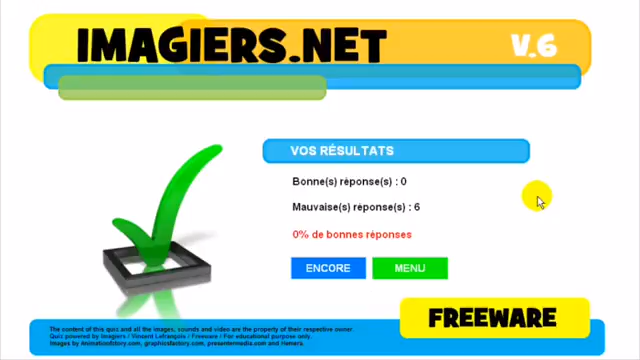 IMAGIERS.NET
V.6
VOS RÉSULTATS
Bonne(s) réponse(s) : 0
Mauvaise(s) réponse(s) : 6
0% de bonnes réponses
ENCORE
MENU
FREEWARE
The content of this quiz and all the images, sounds and video are the property of their respective owner.
Quiz powered by Imagiers / Vincent Lefrançois / Freeware / For educational purpose only.
Images by Animationfactory.com, graphicsfactory.com, presentermedia.com and Hemera.